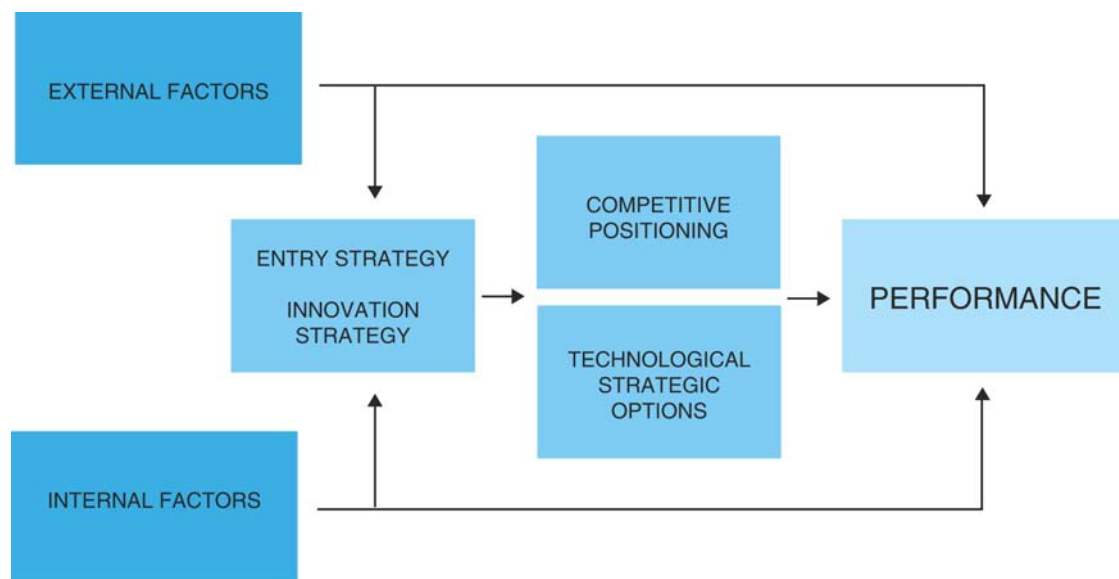 EXTERNAL FACTORS
COMPETITIVE
POSITIONING
ENTRY STRATEGY
INNOVATION
STRATEGY
PERFORMANCE
TECHNOLOGICAL
STRATEGIC
OPTIONS
INTERNAL FACTORS